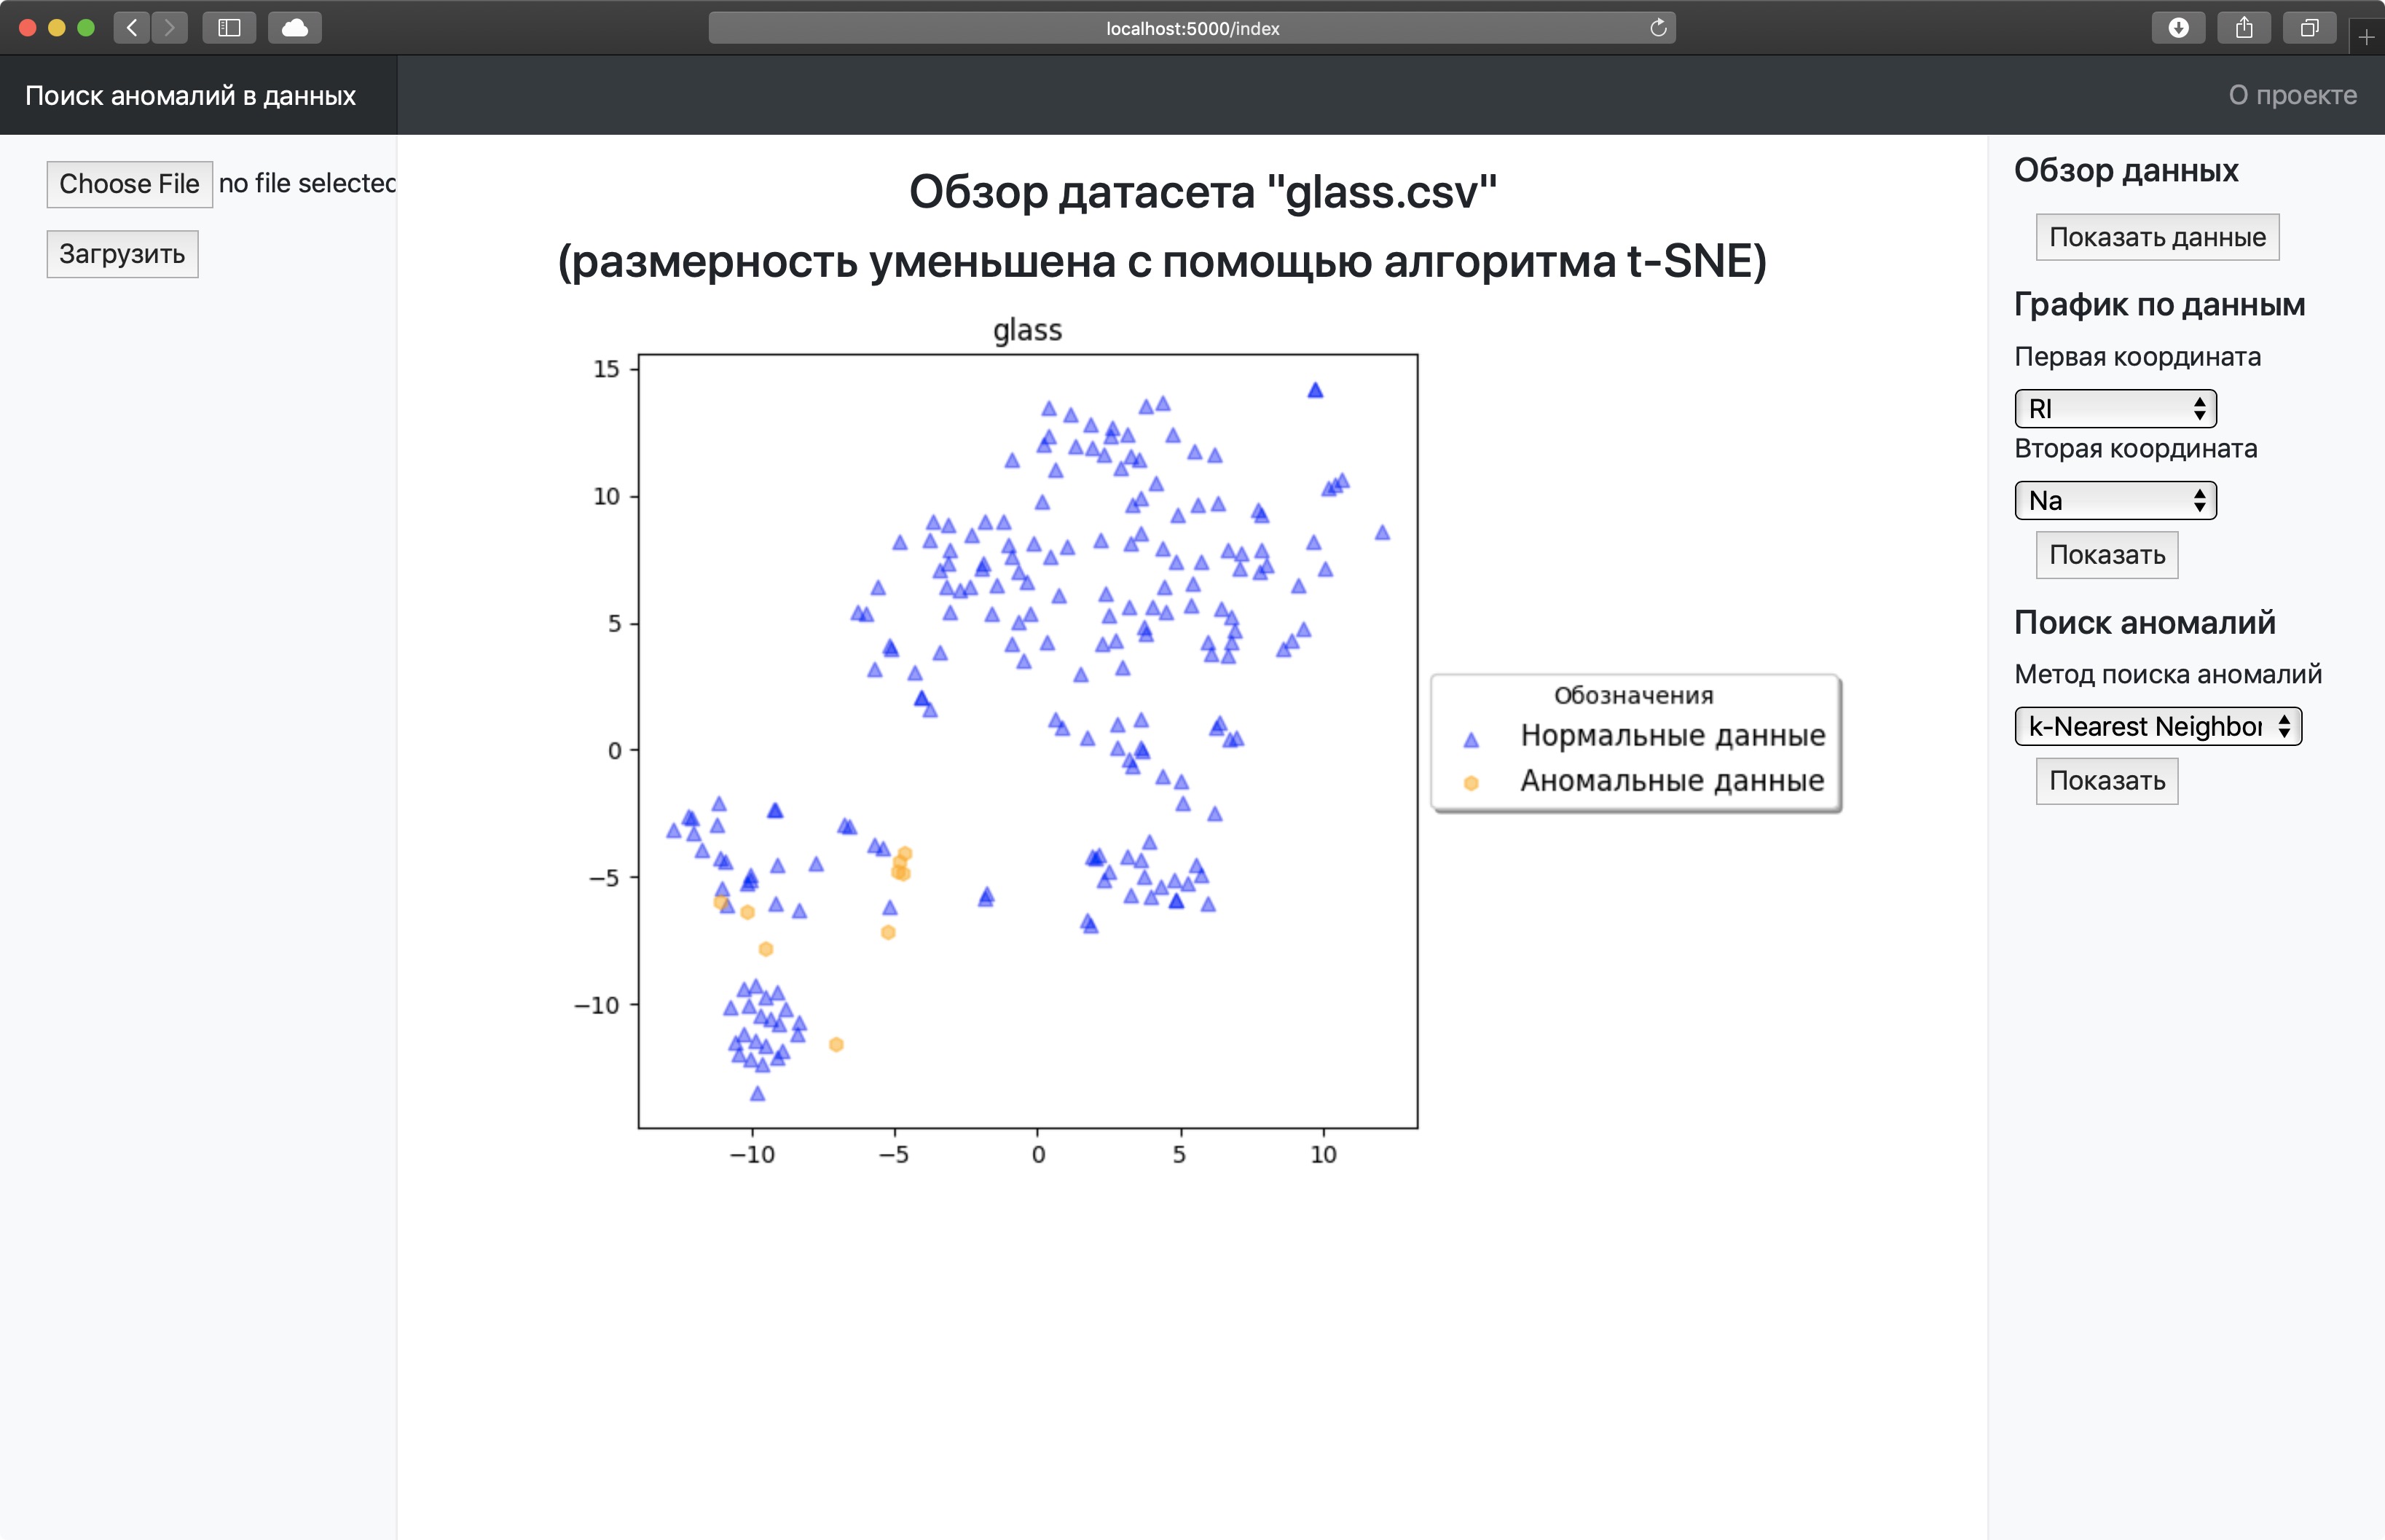 localhost:5000/index
Поиск аномалий в данных
О проекте
Choose File no file selected
Загрузить
Обзор датасета "glass.csv"
(размерность уменьшена с помощью алгоритма t-SNE)
glass
15
10
5
0
−5
−10
−10 −5 0 5 10
Обозначения
Нормальные данные
Аномальные данные
Обзор данных
Показать данные
График по данным
Первая координата
RI
Вторая координата
Na
Показать
Поиск аномалий
Метод поиска аномалий
k-Nearest Neighbor
Показать